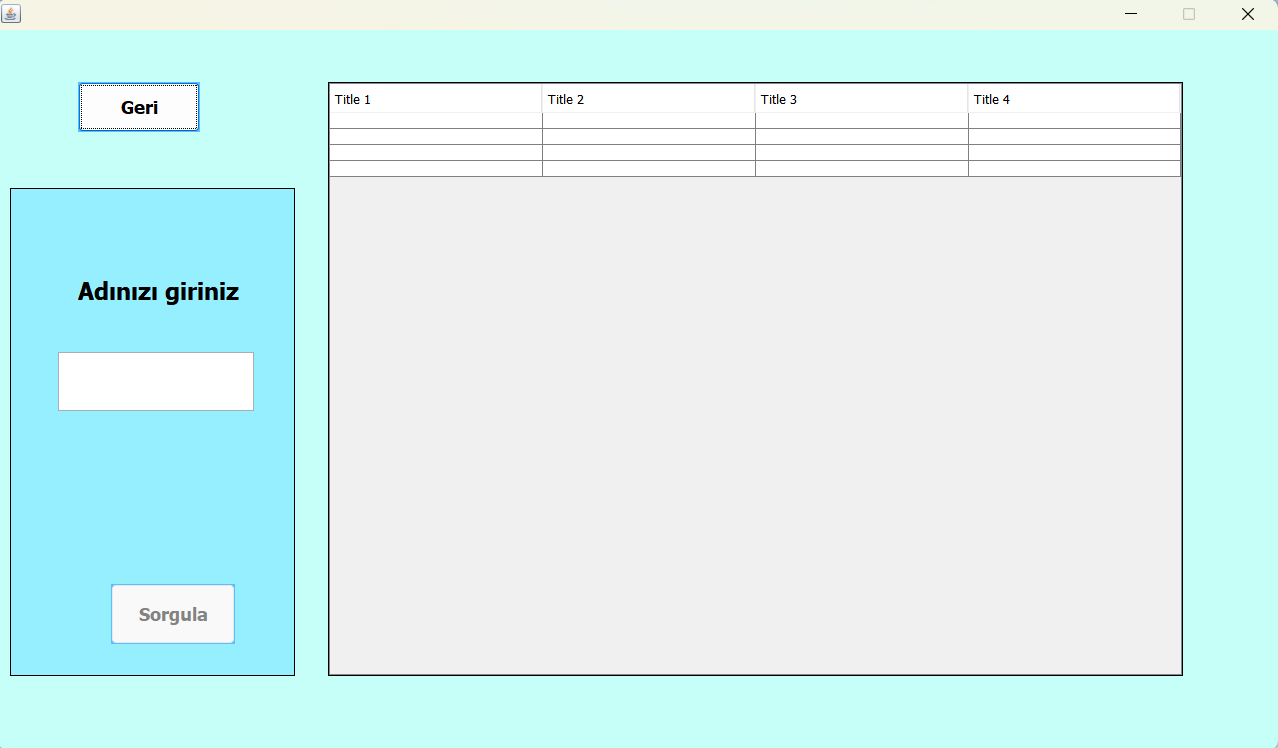 Geri
Title 1 Title 2 Title 3 Title 4
Adınızı giriniz
Sorgula